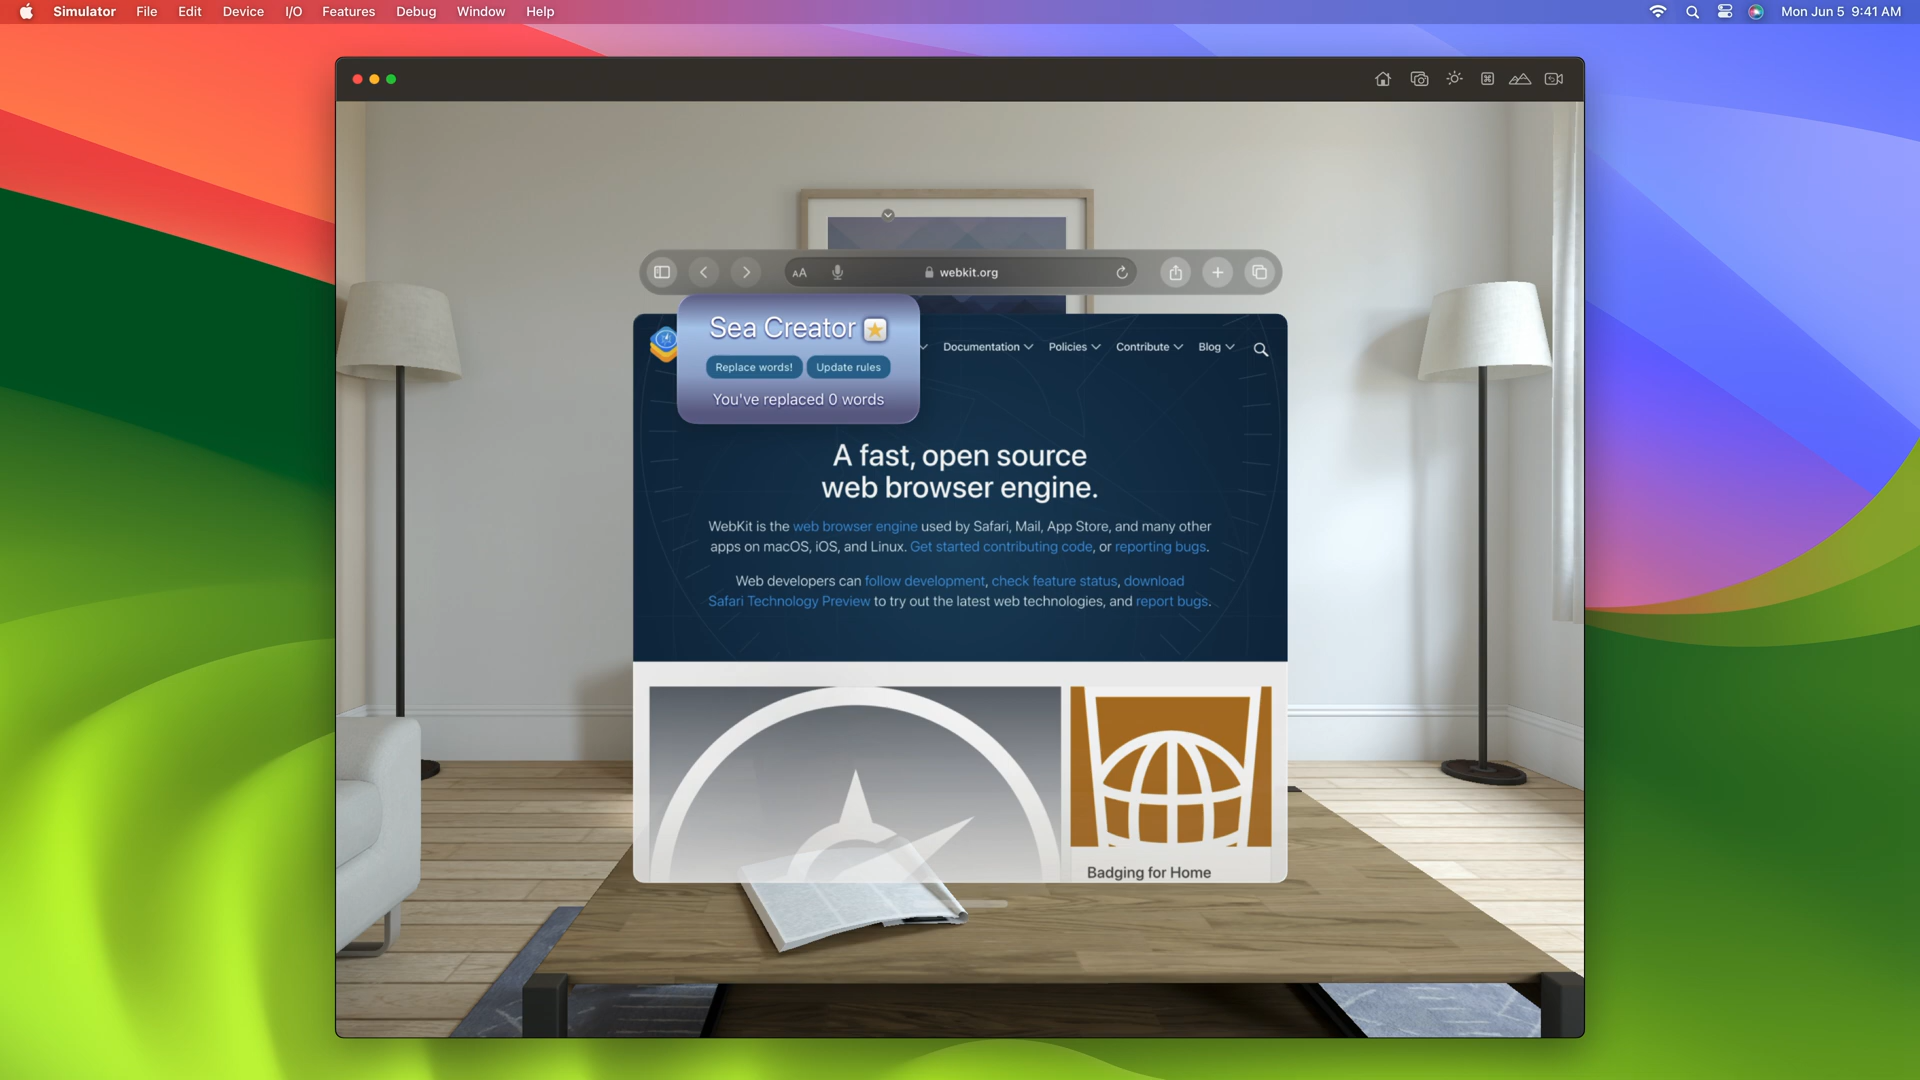 Simulator File Edit View Device I/O Features Debug Window Help
Mon Jun 5 9:41 AM
AA webkit.org
Sea Creator
Replace words! Update rules
You've replaced 0 words
Documentation Policies Contribute Blog
A fast, open source
web browser engine.
WebKit is the web browser engine used by Safari, Mail, App Store, and many other
apps on macOS, iOS, and Linux. Get started contributing code, or reporting bugs.
Web developers can follow development, check feature status, download
Safari Technology Preview to try out the latest web technologies, and report bugs.
Badging for Home